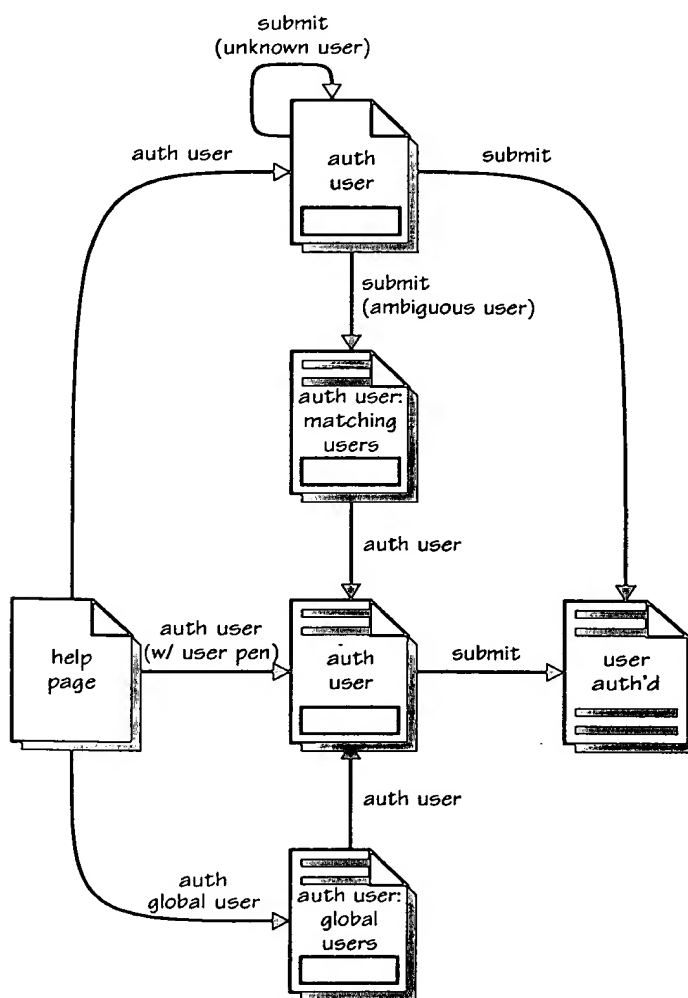 submit
(unknown user)
auth user
auth
user
submit
submit
(ambiguous user)
auth user:
matching
users
auth user
help
page
auth user
(w/ user pen)
auth
user
submit
user
auth'd
auth user
auth
global user
auth user:
global
users